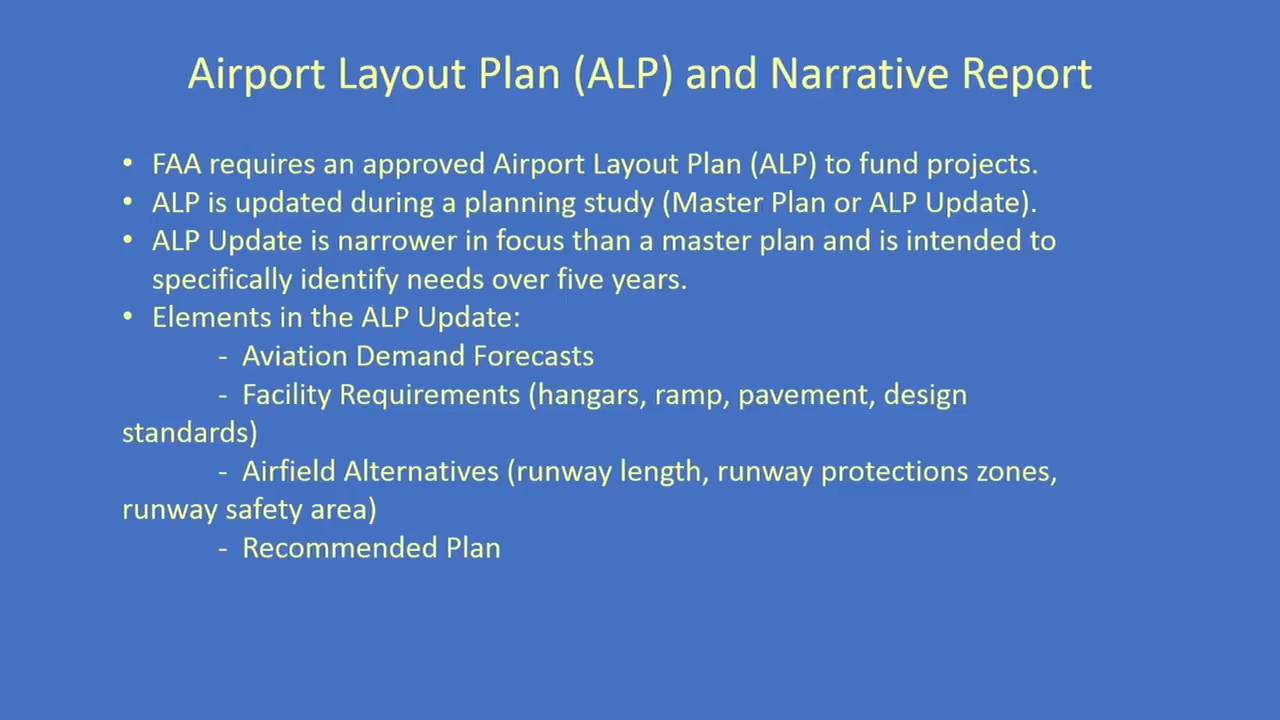 Airport Layout Plan (ALP) and Narrative Report
• FAA requires an approved Airport Layout Plan (ALP) to fund projects.
• ALP is updated during a planning study (Master Plan or ALP Update).
• ALP Update is narrower in focus than a master plan and is intended to
specifically identify needs over five years.
• Elements in the ALP Update:
- Aviation Demand Forecasts
- Facility Requirements (hangars, ramp, pavement, design
standards)
- Airfield Alternatives (runway length, runway protections zones,
runway safety area)
- Recommended Plan